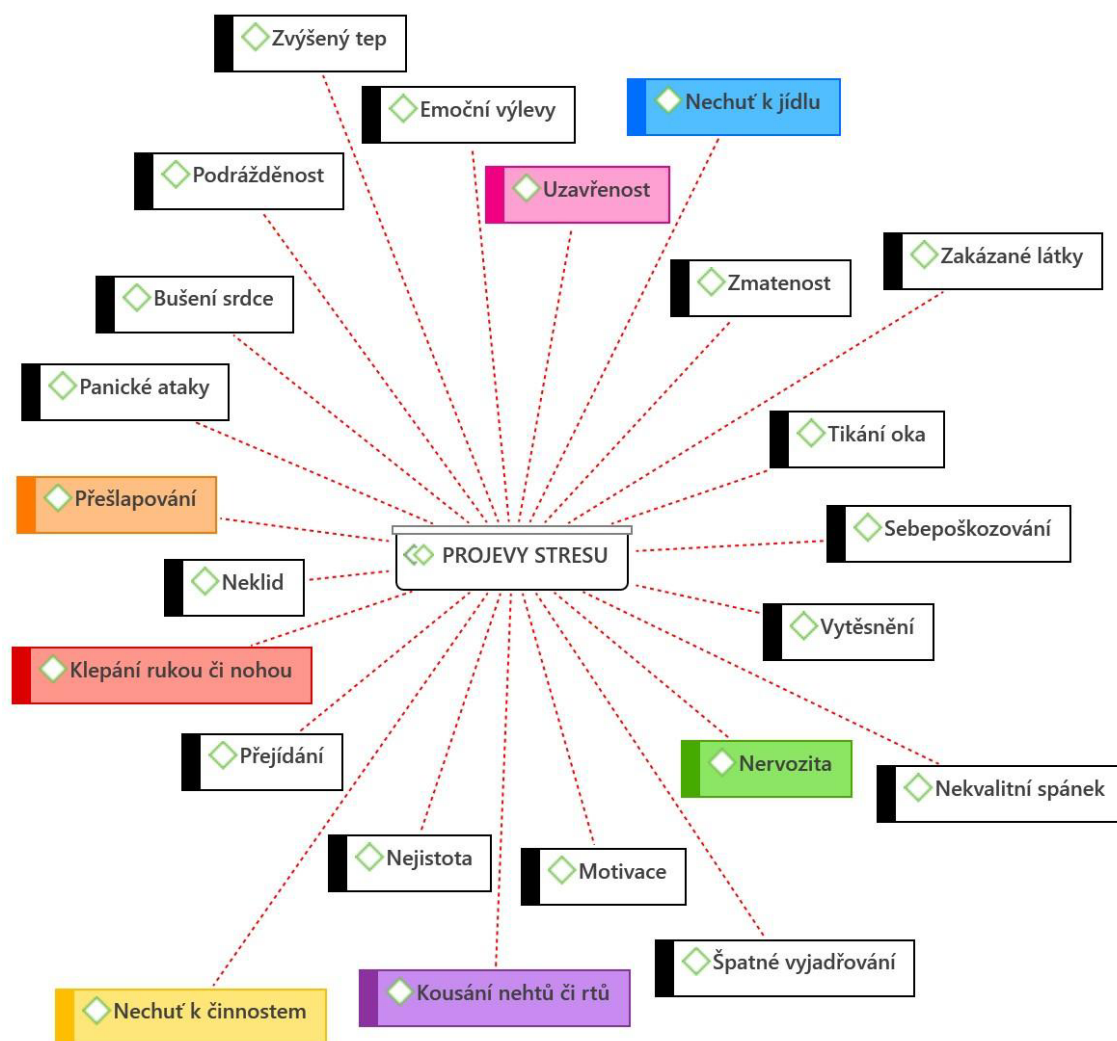 Zvýšený tep
Emoční výlevy
Nechuť k jídlu
Podrážděnost
Uzavřenost
Zakázané látky
Zmatenost
Bušení srdce
Panické ataky
Tikání oka
Přešlapování
Sebepoškozování
PROJEVY STRESU
Neklid
Vytěsnění
Klepání rukou či nohou
Přejídání
Nervozita
Nekvalitní spánek
Nejistota
Motivace
Špatné vyjadřování
Kousání nehtů či rtů
Nechuť k činnostem